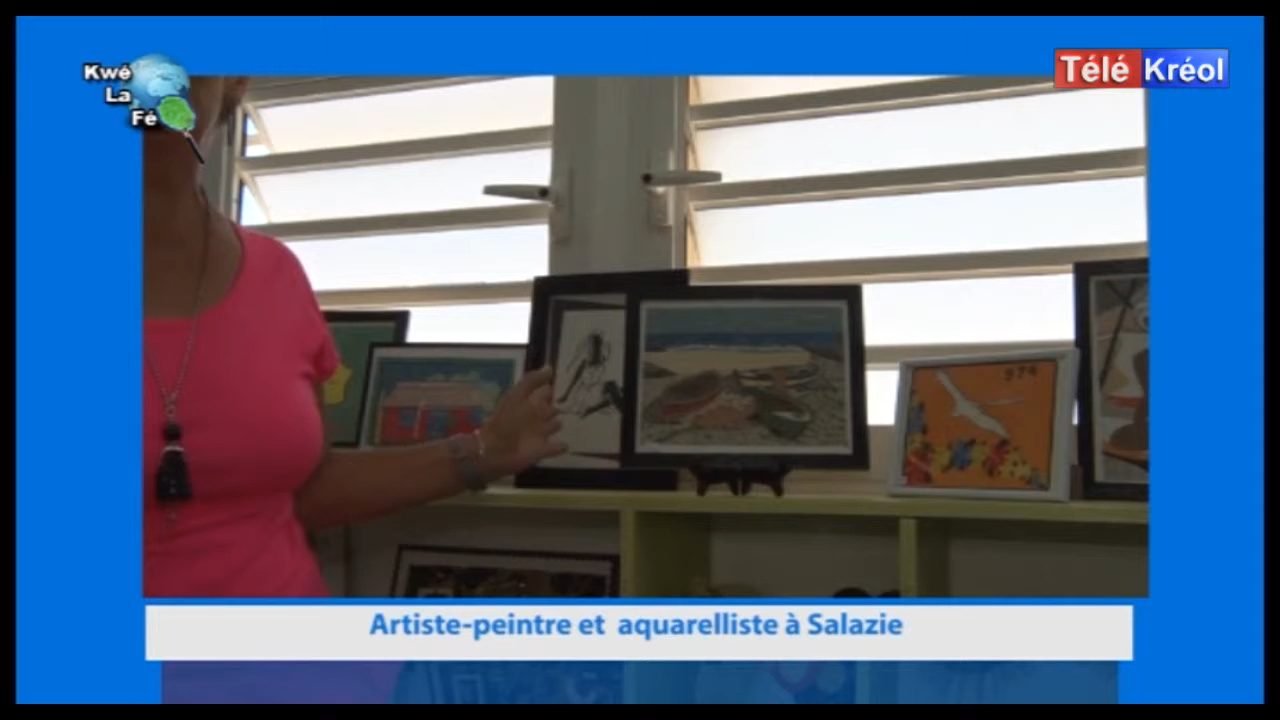 Kwé
La
Fé
Télé Kréol
974
Artiste-peintre et aquarelliste à Salazie